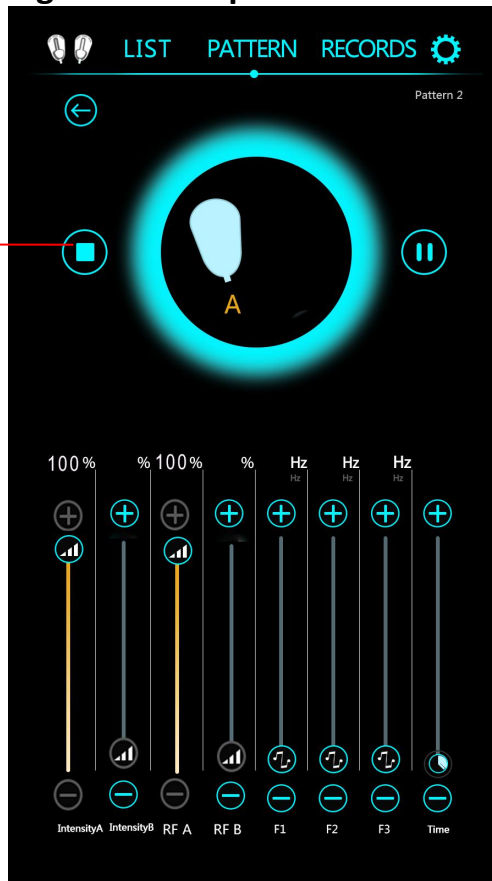 LIST PATTERN RECORDS
Pattern 2
A
100% % 100% % Hz Hz Hz
Hz Hz Hz
IntensityA IntensityB RF A RF B F1 F2 F3 Time